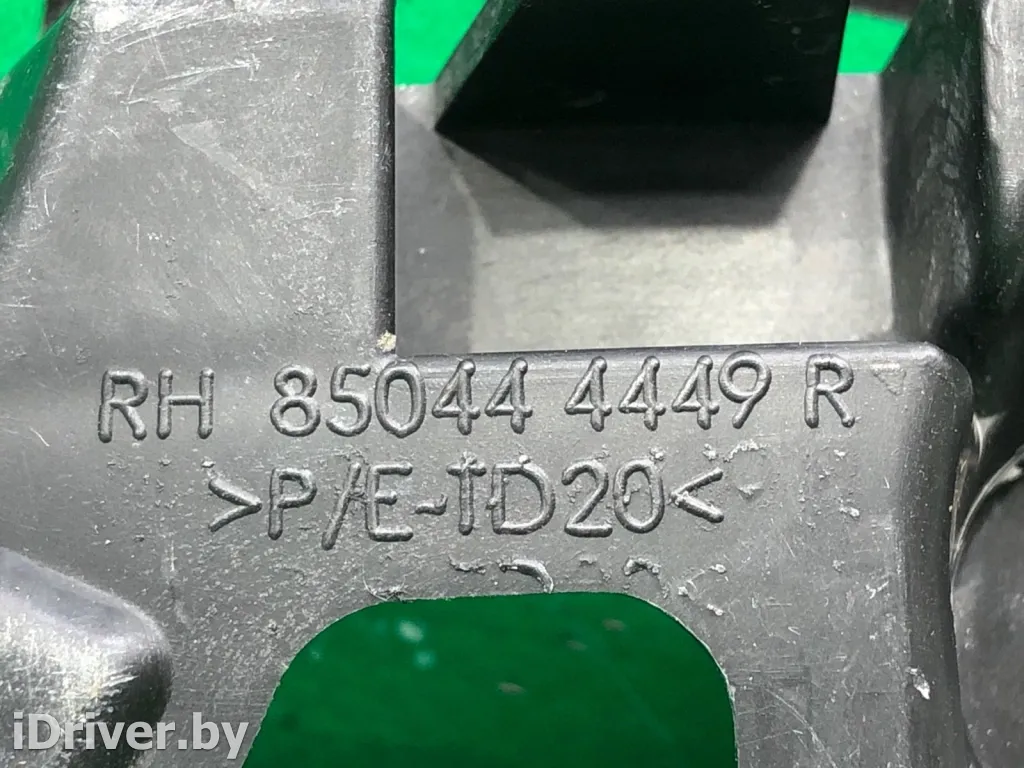 RH 85044 4449 R
>P/E-TD20<
iDriver.by